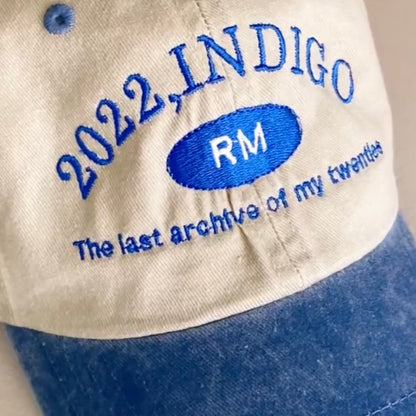 2022,INDIGO
RM
The last archive of my twenties